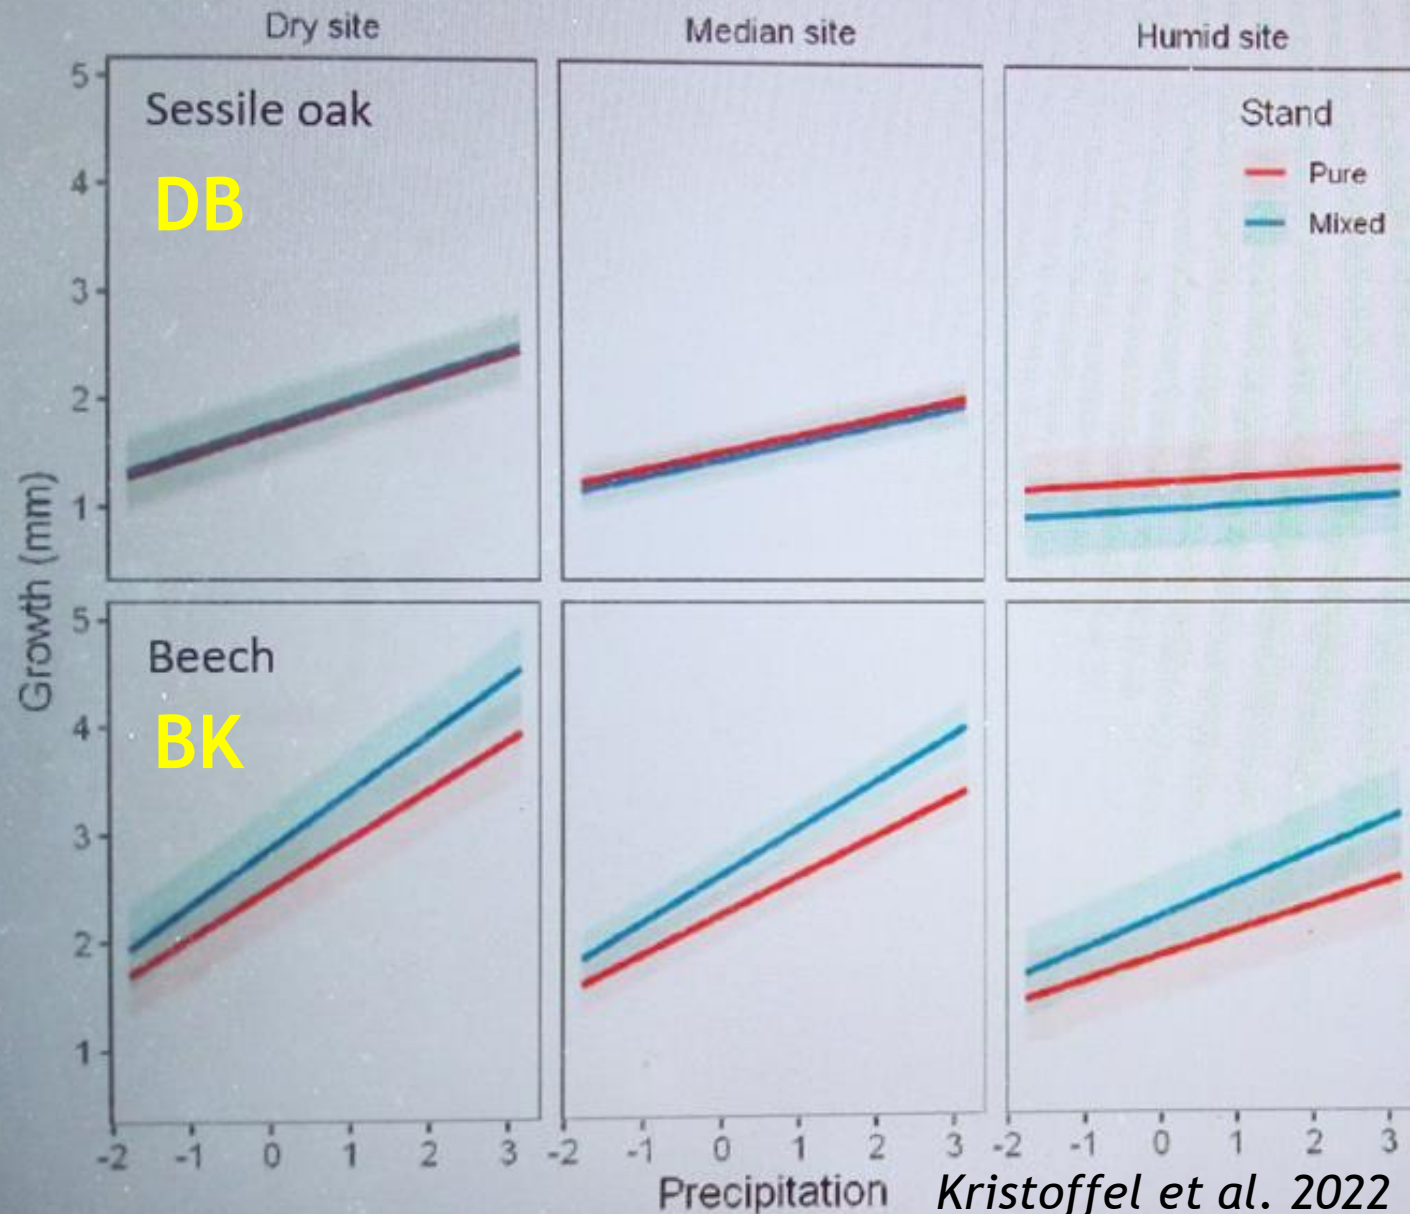 Dry site
Median site
Humid site
Growth (mm)
5
4
3
2
1
Sessile oak
DB
Stand
Pure
Mixed
5
4
3
2
1
Beech
BK
-2 -1 0 1 2 3
-2 -1 0 1 2 3
-2 -1 0 1 2 3
Precipitation
Kristoffel et al. 2022